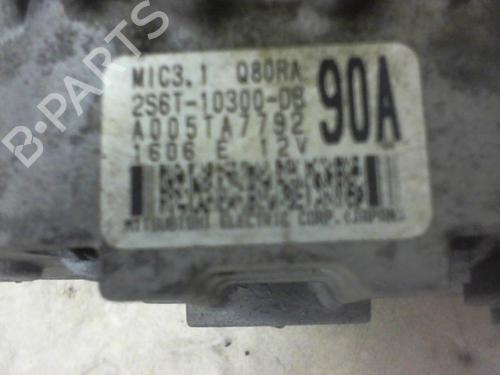 MIC3.1 Q80RA
2S6T-10300-DB
90A
A005TA7792
1606 E 12V
MITSUBISHI ELECTRIC CORP.(JAPAN)
B-Parts